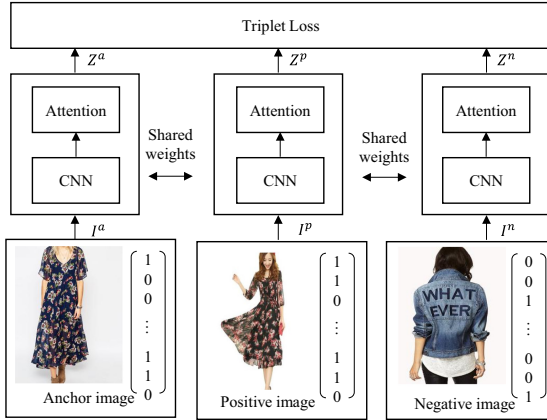 Triplet Loss
Z^a Z^p Z^n
Attention Attention Attention
Shared weights Shared weights
CNN CNN CNN
I^a I^p I^n
1 1 0
0 1 0
0 0 1
⋮ ⋮ ⋮
1 1 0
1 1 0
0 0 1
WHAT
EVER
Anchor image Positive image Negative image